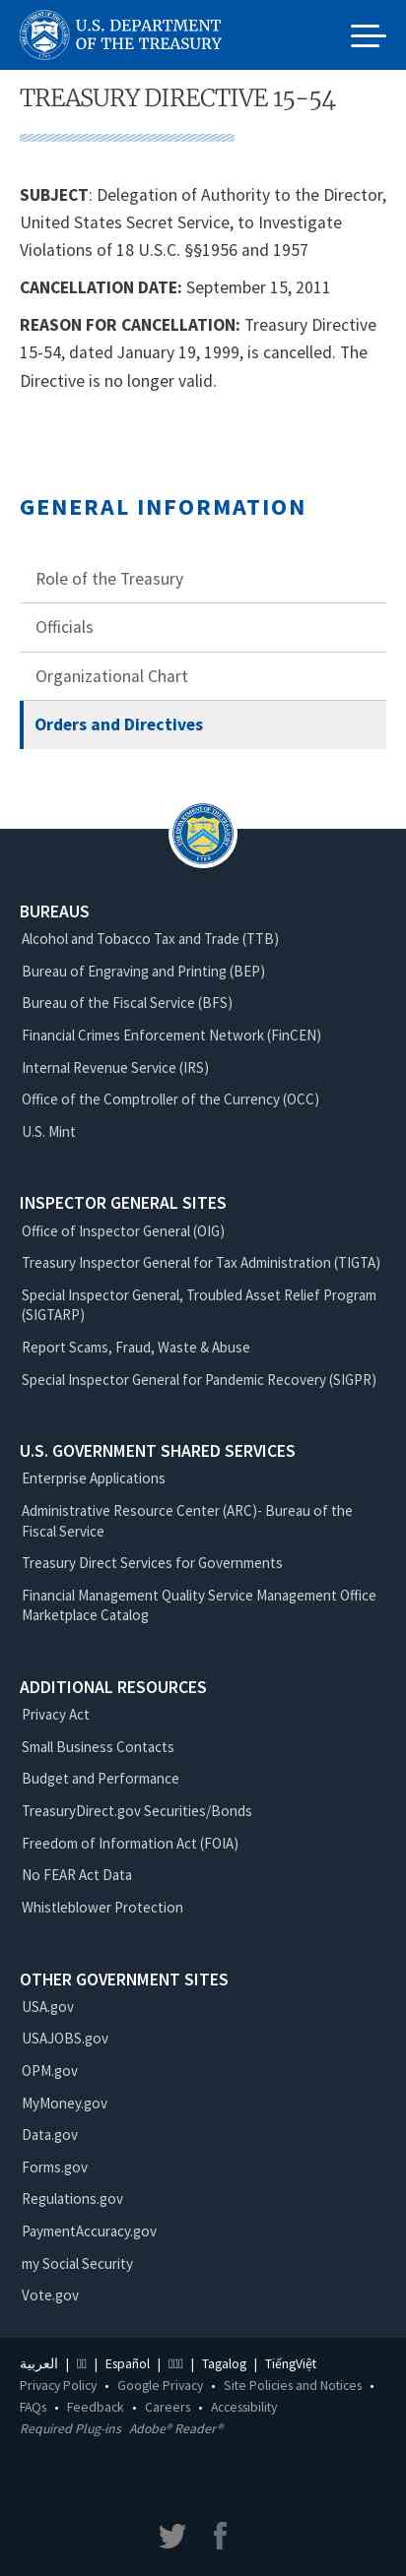 U.S. DEPARTMENT
OF THE TREASURY
TREASURY DIRECTIVE 15-54
SUBJECT: Delegation of Authority to the Director,
United States Secret Service, to Investigate
Violations of 18 U.S.C. §§1956 and 1957
CANCELLATION DATE: September 15, 2011
REASON FOR CANCELLATION: Treasury Directive
15-54, dated January 19, 1999, is cancelled. The
Directive is no longer valid.
GENERAL INFORMATION
Role of the Treasury
Officials
Organizational Chart
Orders and Directives
THE DEPARTMENT OF THE TREASURY
1789
BUREAUS
Alcohol and Tobacco Tax and Trade (TTB)
Bureau of Engraving and Printing (BEP)
Bureau of the Fiscal Service (BFS)
Financial Crimes Enforcement Network (FinCEN)
Internal Revenue Service (IRS)
Office of the Comptroller of the Currency (OCC)
U.S. Mint
INSPECTOR GENERAL SITES
Office of Inspector General (OIG)
Treasury Inspector General for Tax Administration (TIGTA)
Special Inspector General, Troubled Asset Relief Program
(SIGTARP)
Report Scams, Fraud, Waste & Abuse
Special Inspector General for Pandemic Recovery (SIGPR)
U.S. GOVERNMENT SHARED SERVICES
Enterprise Applications
Administrative Resource Center (ARC)- Bureau of the
Fiscal Service
Treasury Direct Services for Governments
Financial Management Quality Service Management Office
Marketplace Catalog
ADDITIONAL RESOURCES
Privacy Act
Small Business Contacts
Budget and Performance
TreasuryDirect.gov Securities/Bonds
Freedom of Information Act (FOIA)
No FEAR Act Data
Whistleblower Protection
OTHER GOVERNMENT SITES
USA.gov
USAJOBS.gov
OPM.gov
MyMoney.gov
Data.gov
Forms.gov
Regulations.gov
PaymentAccuracy.gov
my Social Security
Vote.gov
العربية | | Español | | Tagalog | TiếngViệt
Privacy Policy • Google Privacy • Site Policies and Notices •
FAQs • Feedback • Careers • Accessibility
Required Plug-ins Adobe® Reader®